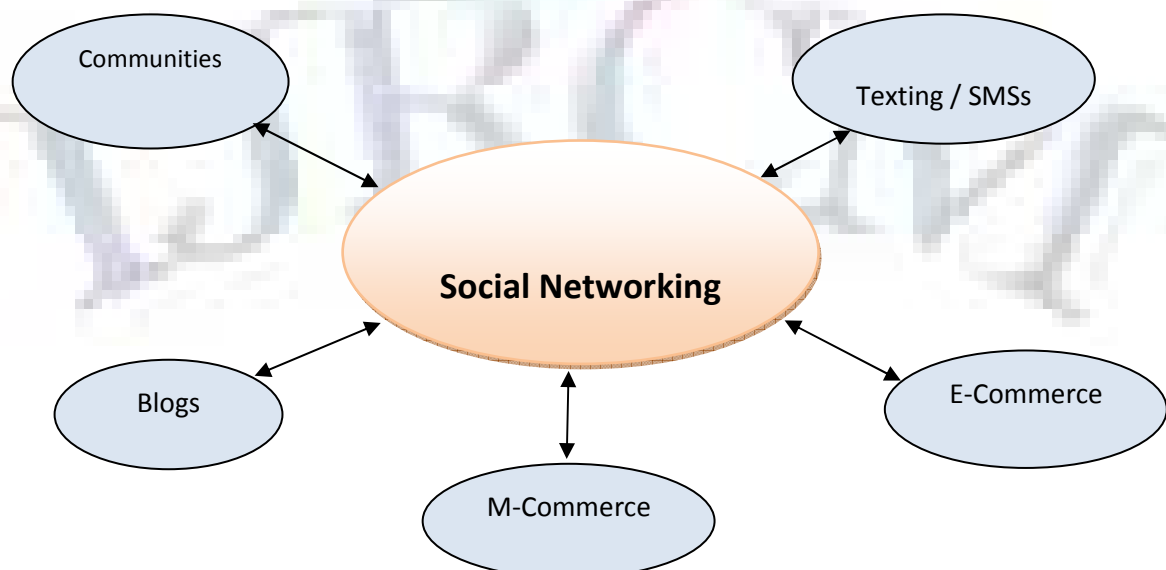 Communities
Texting / SMSs
Social Networking
Blogs
E-Commerce
M-Commerce